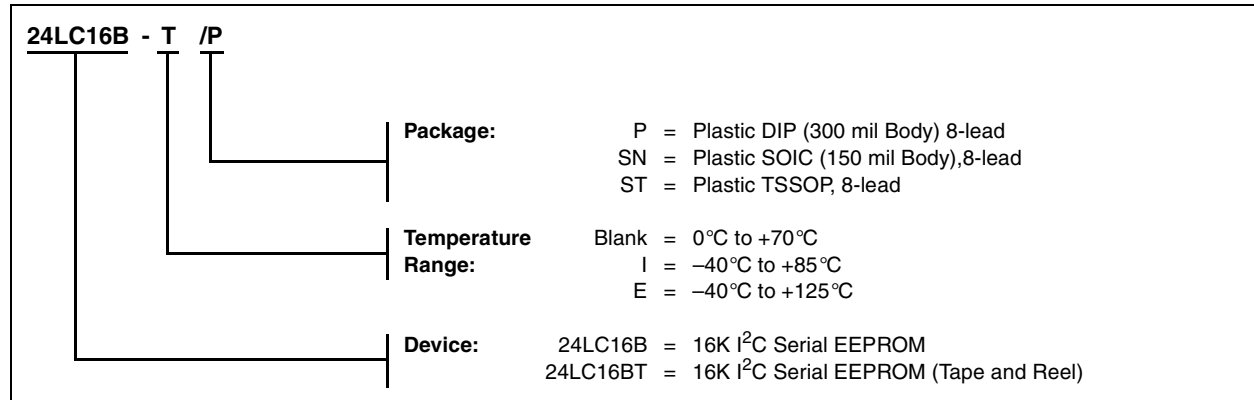 24LC16B - T /P
Package: P = Plastic DIP (300 mil Body) 8-lead
SN = Plastic SOIC (150 mil Body),8-lead
ST = Plastic TSSOP, 8-lead
Temperature Blank = 0°C to +70°C
Range: I = –40°C to +85°C
E = –40°C to +125°C
Device: 24LC16B = 16K I²C Serial EEPROM
24LC16BT = 16K I²C Serial EEPROM (Tape and Reel)